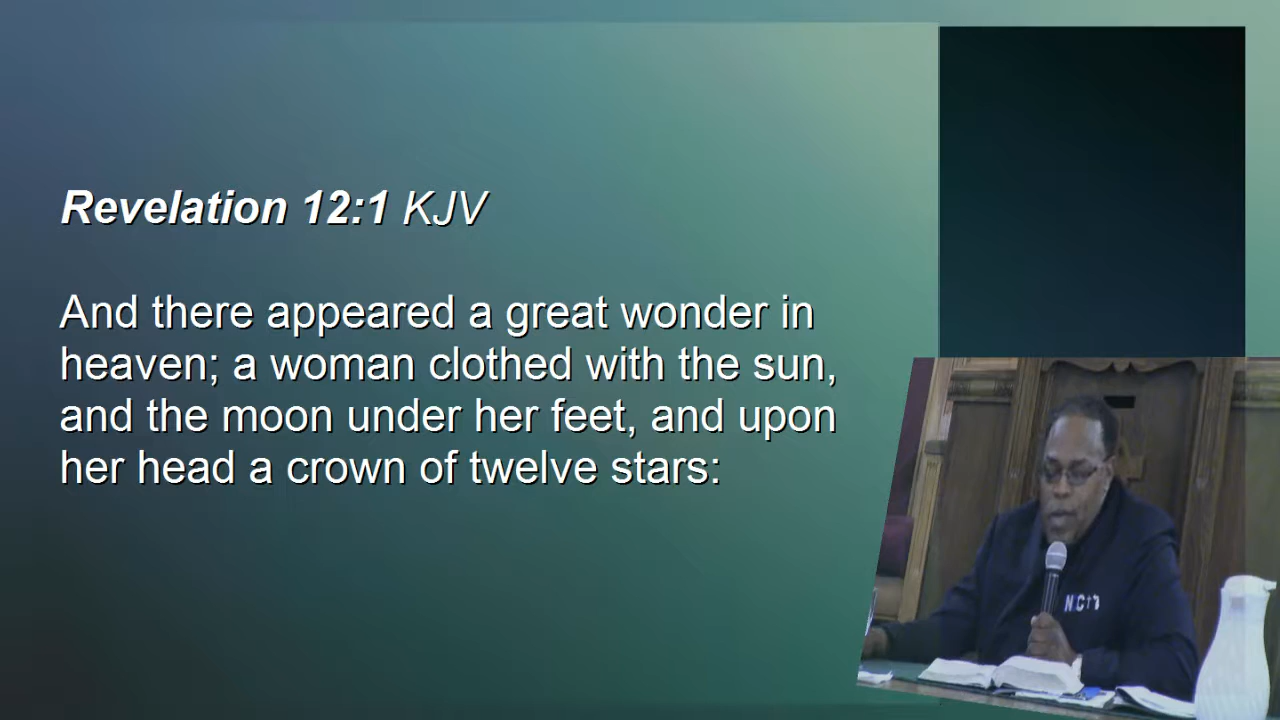 Revelation 12:1 KJV
And there appeared a great wonder in
heaven; a woman clothed with the sun,
and the moon under her feet, and upon
her head a crown of twelve stars: